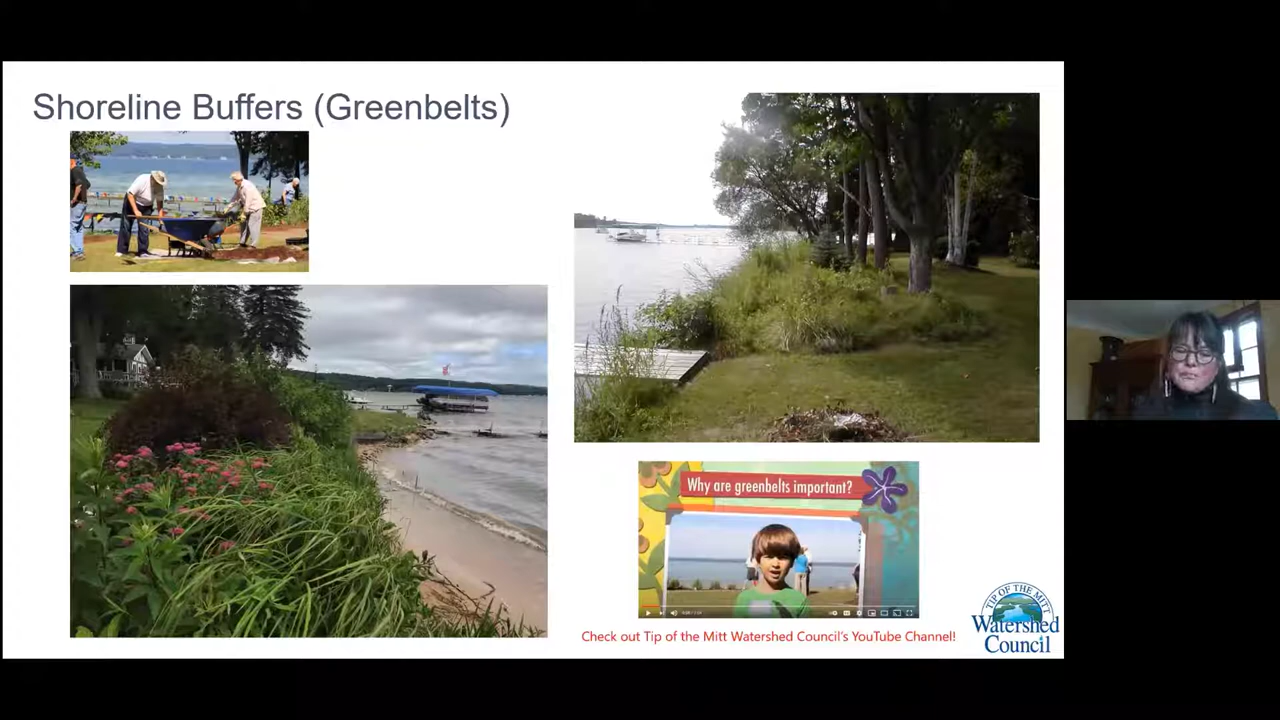 Shoreline Buffers (Greenbelts)
Why are greenbelts important?
Check out Tip of the Mitt Watershed Council's YouTube Channel!
TIP OF THE MITT
Watershed
Council